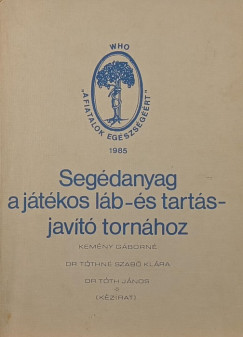 WHO
"A FIATALOK EGÉSZSÉGÉÉRT"
1985
Segédanyag
a játékos láb-és tartás-
javító tornához
KEMÉNY GÁBORNÉ
DR TÓTHNÉ SZABÓ KLÁRA
DR TÓTH JÁNOS
(KÉZIRAT)